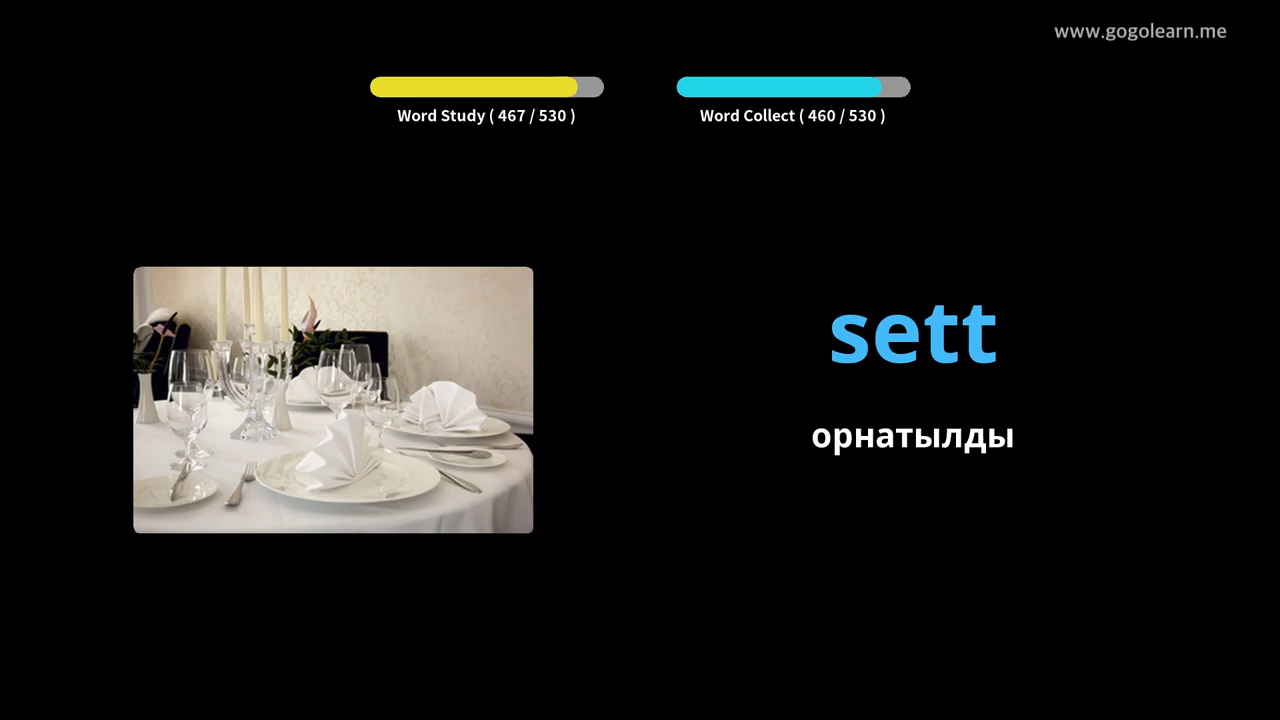 www.gogolearn.me
Word Study ( 467 / 530 )
Word Collect ( 460 / 530 )
sett
орнатылды